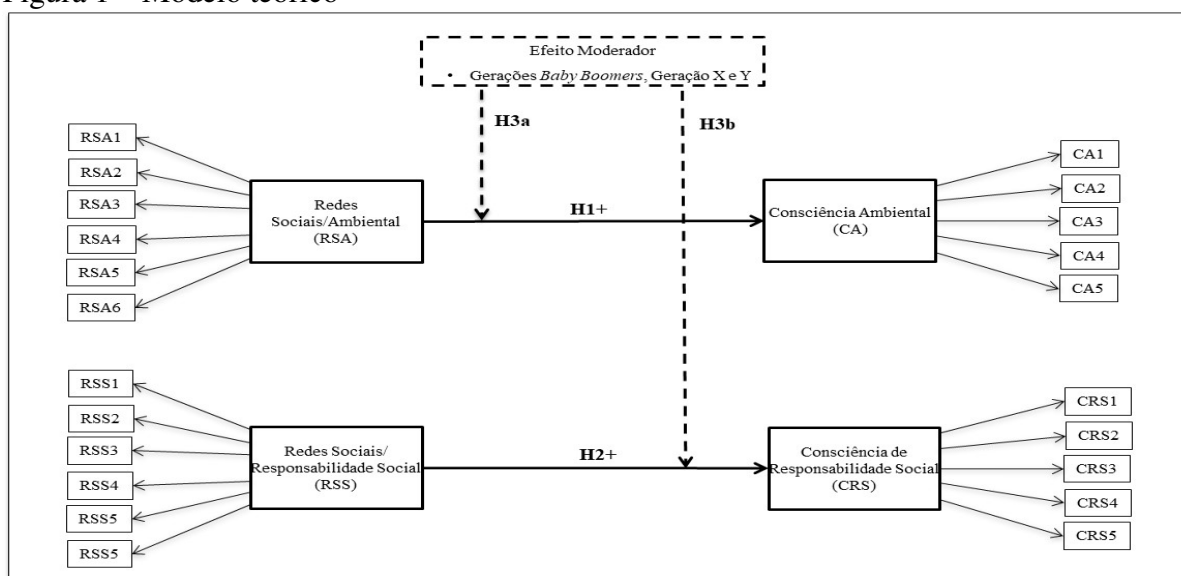 Figura 1 – Modelo teórico
Efeito Moderador
• Gerações Baby Boomers, Geração X e Y
H3a
H3b
RSA1
RSA2
RSA3
RSA4
RSA5
RSA6
Redes
Sociais/Ambiental
(RSA)
H1+
Consciência Ambiental
(CA)
CA1
CA2
CA3
CA4
CA5
RSS1
RSS2
RSS3
RSS4
RSS5
RSS5
Redes Sociais/
Responsabilidade Social
(RSS)
H2+
Consciência de
Responsabilidade Social
(CRS)
CRS1
CRS2
CRS3
CRS4
CRS5